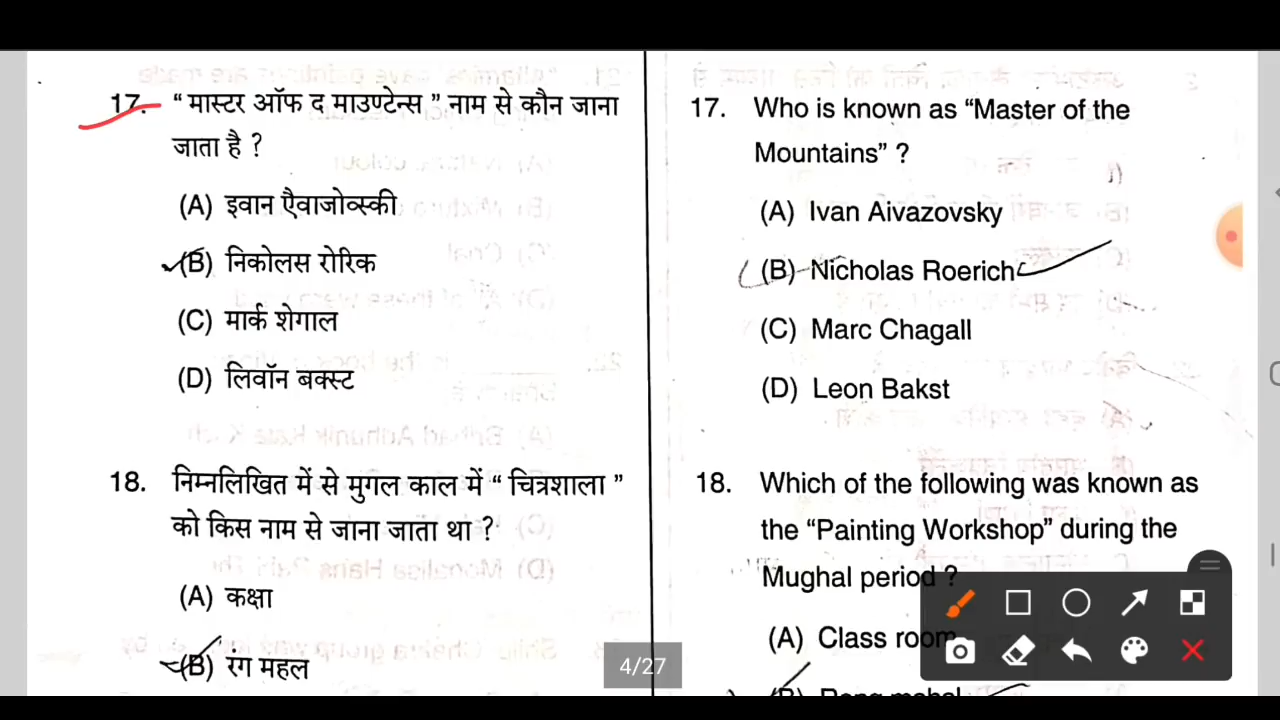 17. “ मास्टर ऑफ द माउण्टेन्स ” नाम से कौन जाना
जाता है ?
(A) इवान एैवाजोव्स्की
(B) निकोलस रोरिक
(C) मार्क शेगाल
(D) लिवॉन बक्स्ट
18. निम्नलिखित में से मुगल काल में “ चित्रशाला ”
को किस नाम से जाना जाता था ?
(A) कक्षा
(B) रंग महल
17. Who is known as “Master of the
Mountains” ?
(A) Ivan Aivazovsky
(B) Nicholas Roerich
(C) Marc Chagall
(D) Leon Bakst
18. Which of the following was known as
the “Painting Workshop” during the
Mughal period ?
(A) Class room
(B) Rang mahal
4/27